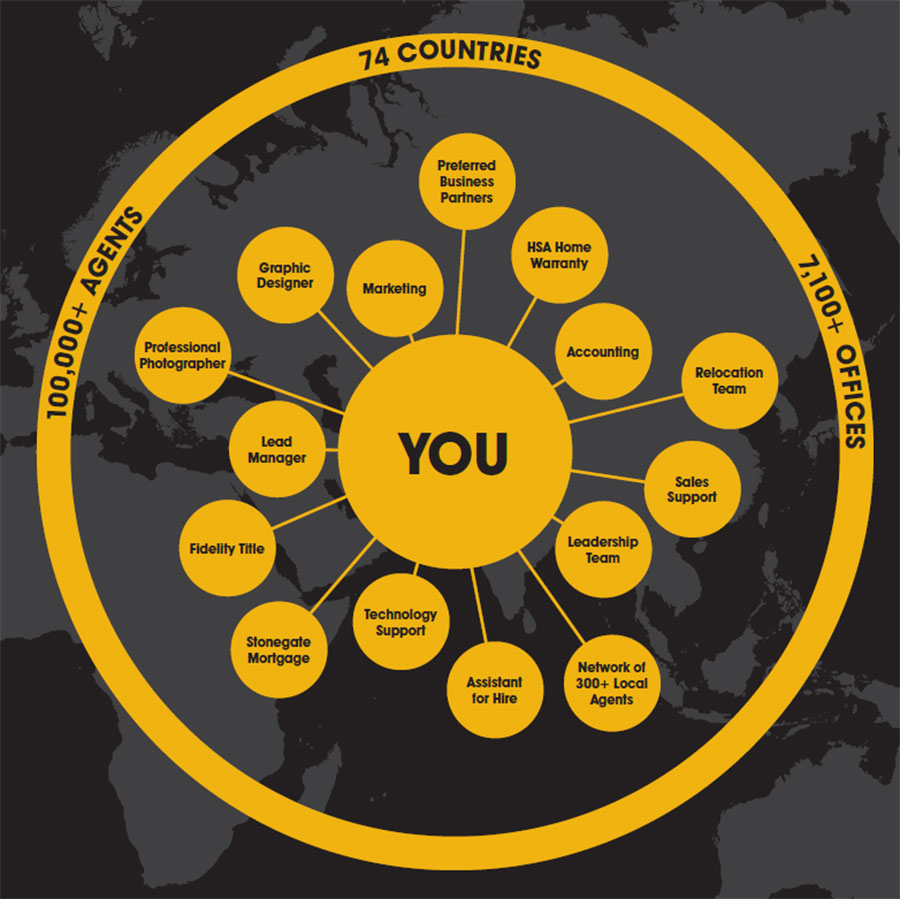 74 COUNTRIES
100,000+ AGENTS
7,100+ OFFICES
Preferred
Business
Partners
HSA Home
Warranty
Graphic
Designer
Marketing
Accounting
Professional
Photographer
Relocation
Team
Lead
Manager
YOU
Sales
Support
Fidelity Title
Leadership
Team
Technology
Support
Stonegate
Mortgage
Assistant
for Hire
Network of
300+ Local
Agents